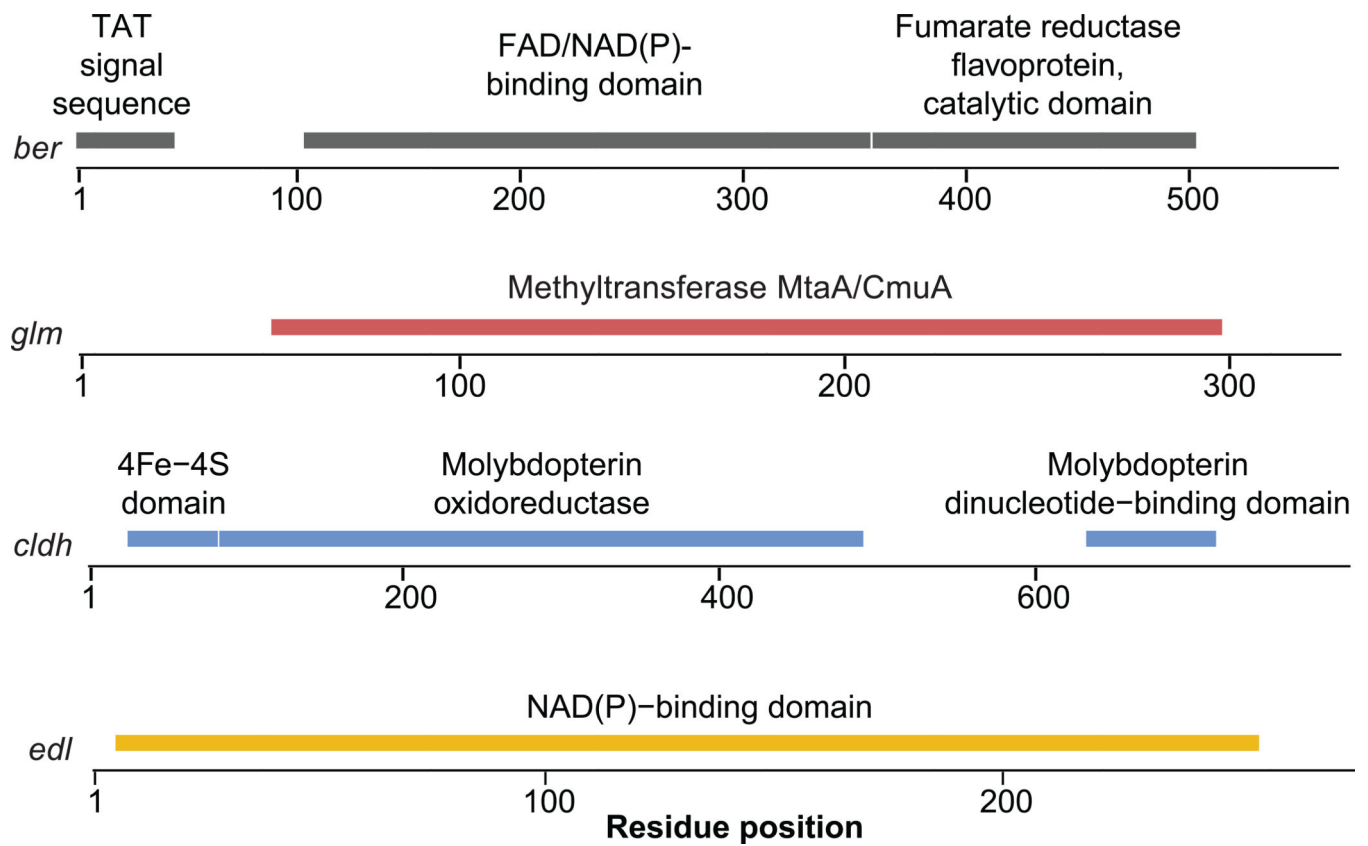 TAT
signal
sequence
FAD/NAD(P)-
binding domain
Fumarate reductase
flavoprotein,
catalytic domain
ber
1 100 200 300 400 500
Methyltransferase MtaA/CmuA
glm
1 100 200 300
4Fe−4S
domain
Molybdopterin
oxidoreductase
Molybdopterin
dinucleotide−binding domain
cldh
1 200 400 600
NAD(P)−binding domain
edl
1 100 200
Residue position